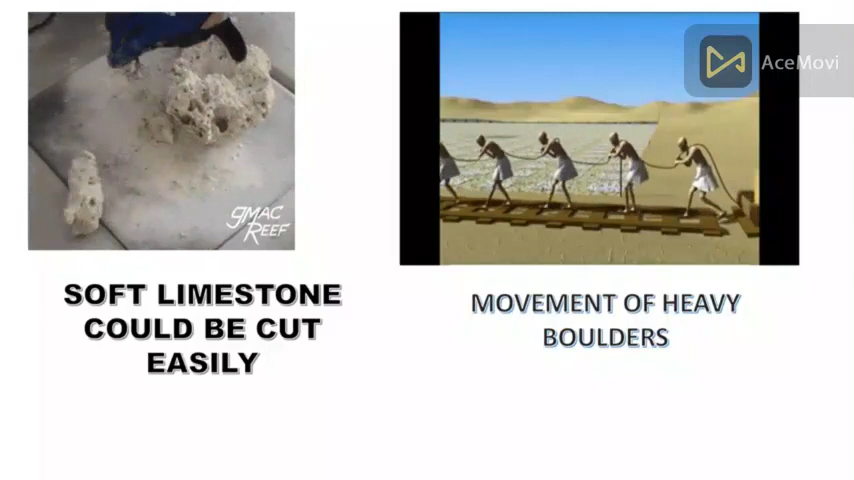 AceMovi
gMAC
REEF
SOFT LIMESTONE
COULD BE CUT
EASILY
MOVEMENT OF HEAVY
BOULDERS